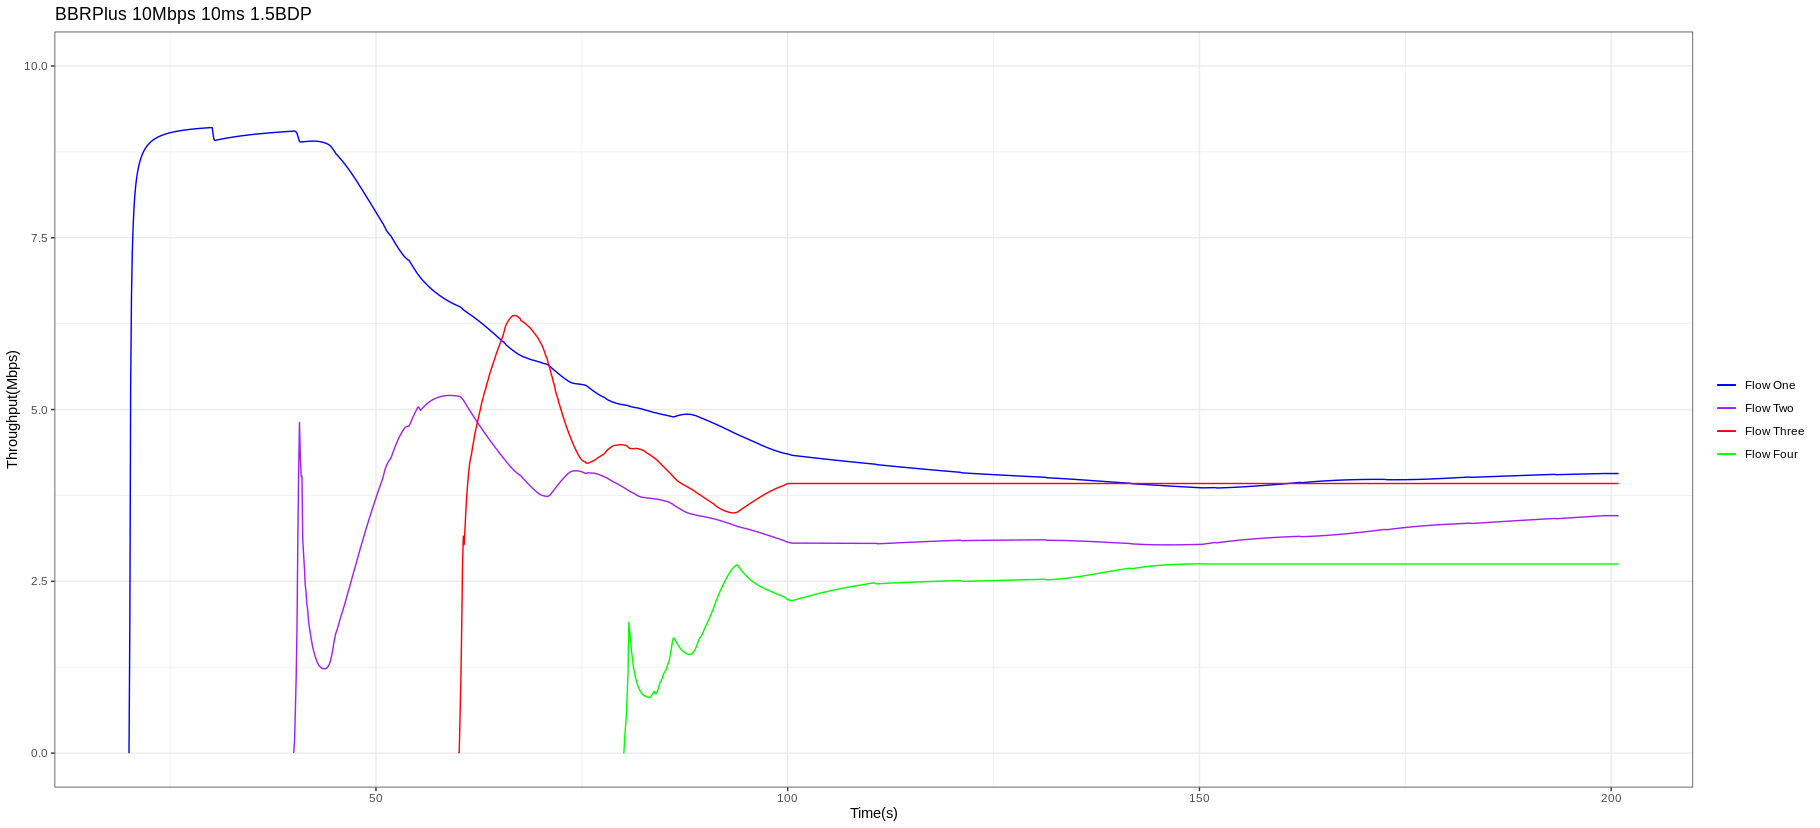 BBRPlus 10Mbps 10ms 1.5BDP
Throughput(Mbps)
10.0
7.5
5.0
2.5
0.0
50
100
150
200
Time(s)
Flow One
Flow Two
Flow Three
Flow Four